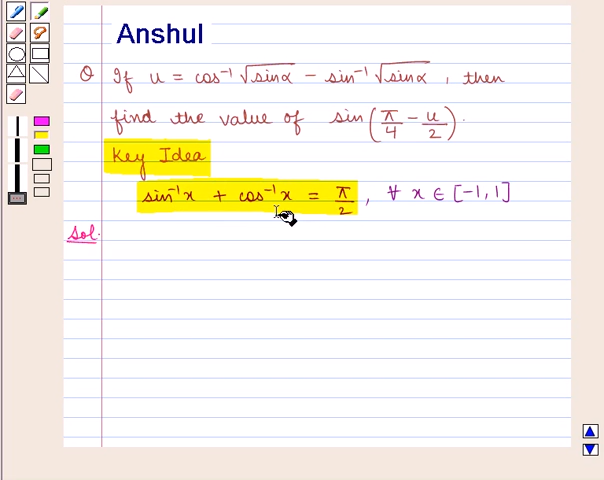 Anshul
Q If u = cos⁻¹ √sinα − sin⁻¹ √sinα , then
find the value of sin(π/4 − u/2).
Key Idea
sin⁻¹x + cos⁻¹x = π/2 , ∀ x ∈ [−1, 1]
Sol.